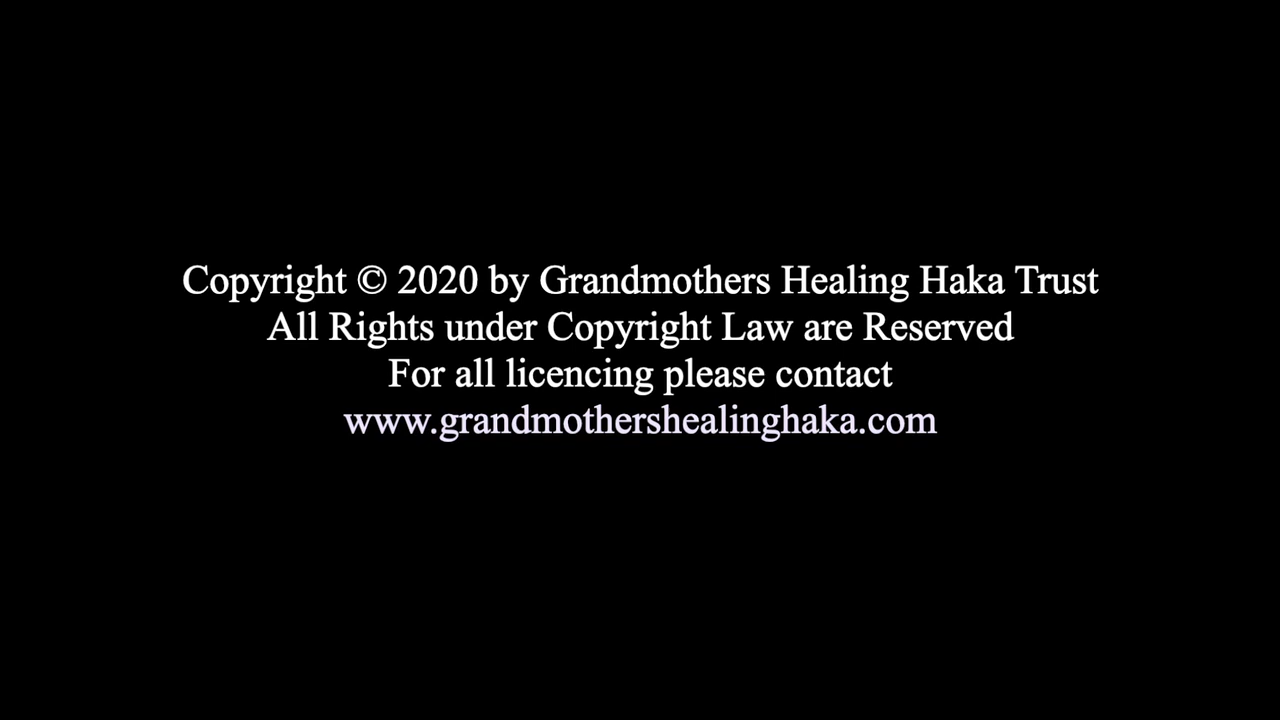 Copyright © 2020 by Grandmothers Healing Haka Trust
All Rights under Copyright Law are Reserved
For all licencing please contact
www.grandmothershealinghaka.com